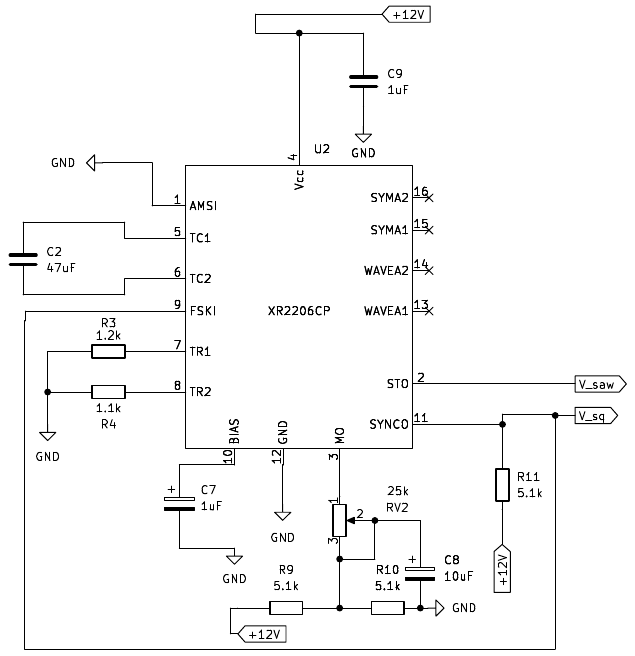 +12V
C9
1uF
GND
U2
4
Vcc
GND
1
AMSI
SYMA2
16
C2
47uF
5
TC1
SYMA1
15
6
TC2
WAVEA2
14
9
FSKI
XR2206CP
WAVEA1
13
R3
1.2k
7
TR1
8
TR2
STO
2
V_saw
1.1k
R4
V_sq
GND
BIAS
GND
MO
SYNCO
11
10
12
3
C7
1uF
+
R11
5.1k
1
25k
RV2
2
3
GND
GND
+
C8
10uF
+12V
R9
5.1k
R10
5.1k
GND
+12V